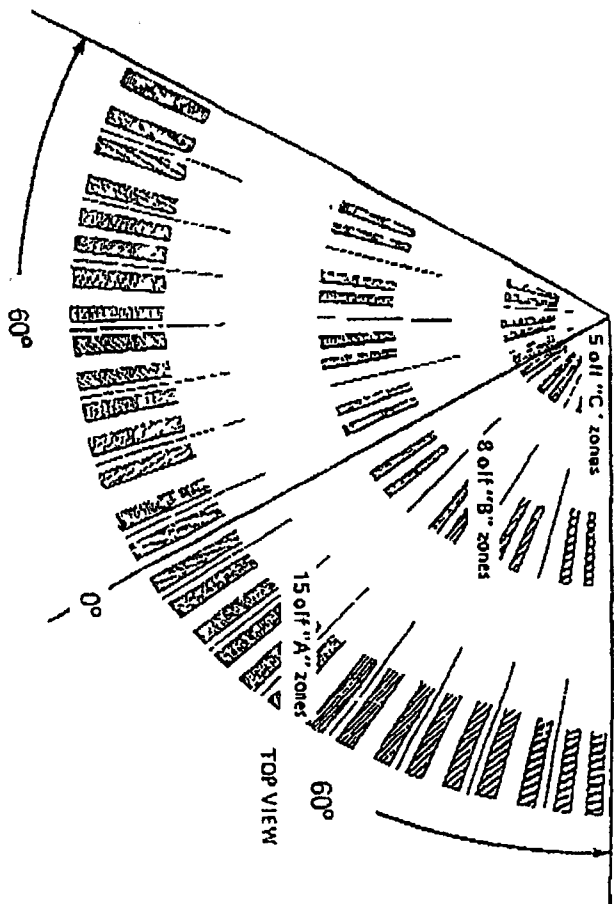 5 off "C" zones
8 off "B" zones
15 off "A" zones
60°
0°
60°
TOP VIEW